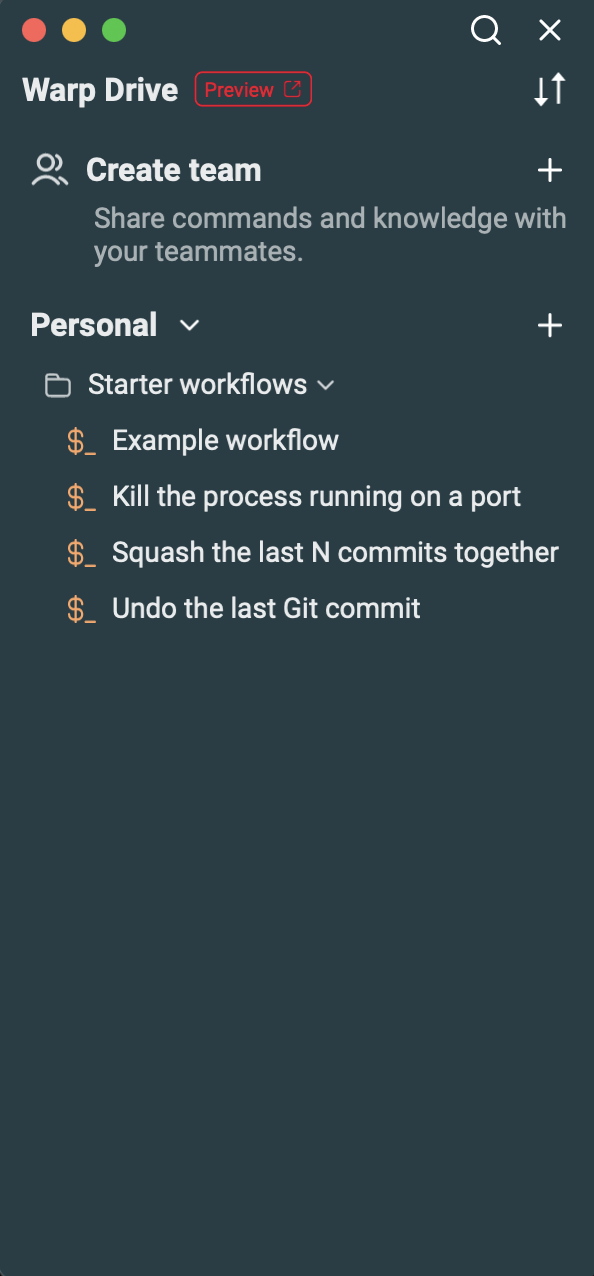 Warp Drive Preview
Create team
Share commands and knowledge with
your teammates.
Personal
Starter workflows
$_ Example workflow
$_ Kill the process running on a port
$_ Squash the last N commits together
$_ Undo the last Git commit